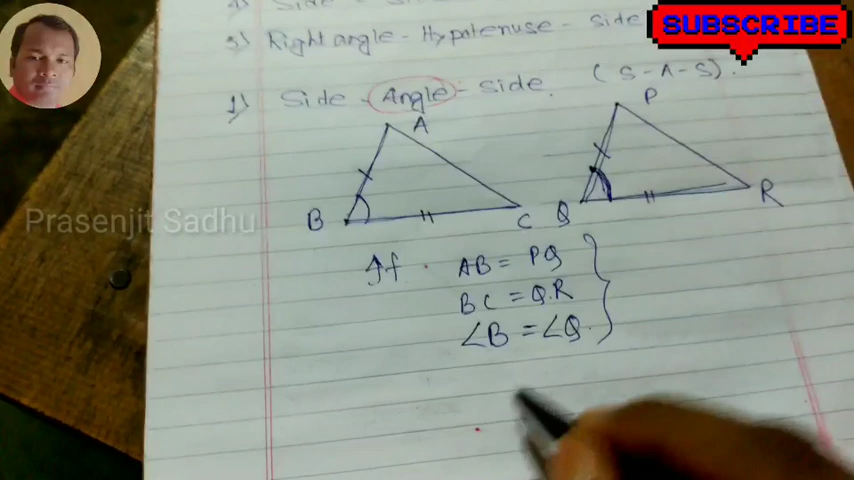 SUBSCRIBE
3) Right angle - Hypotenuse - side
1) Side - Angle - side. (S-A-S).
A
P
B
C
Q
R
Prasenjit Sadhu
If. AB = PQ
BC = QR
∠B = ∠Q.